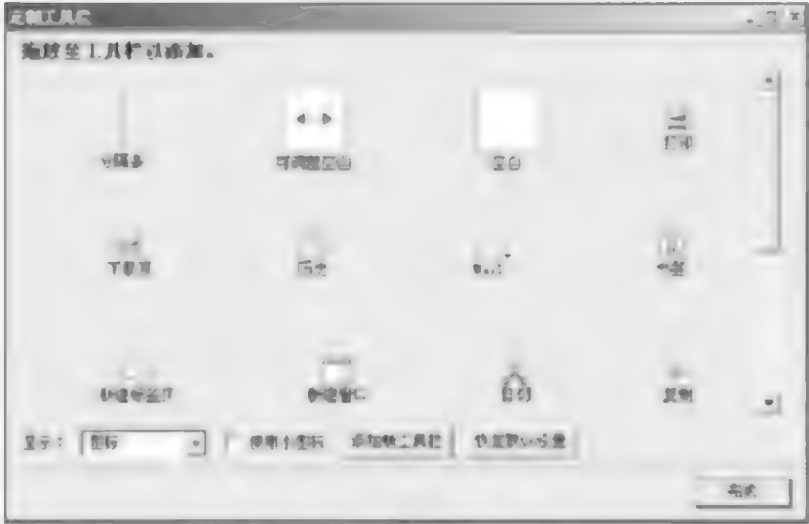 定制工具栏
拖放至工具栏以添加。
分隔条 可调整空白 空白 打印
下载 历史 书签
新建标签页 新建窗口 剪切 复制
显示： 图标 使用小图标 添加新工具栏 恢复默认设置
完成